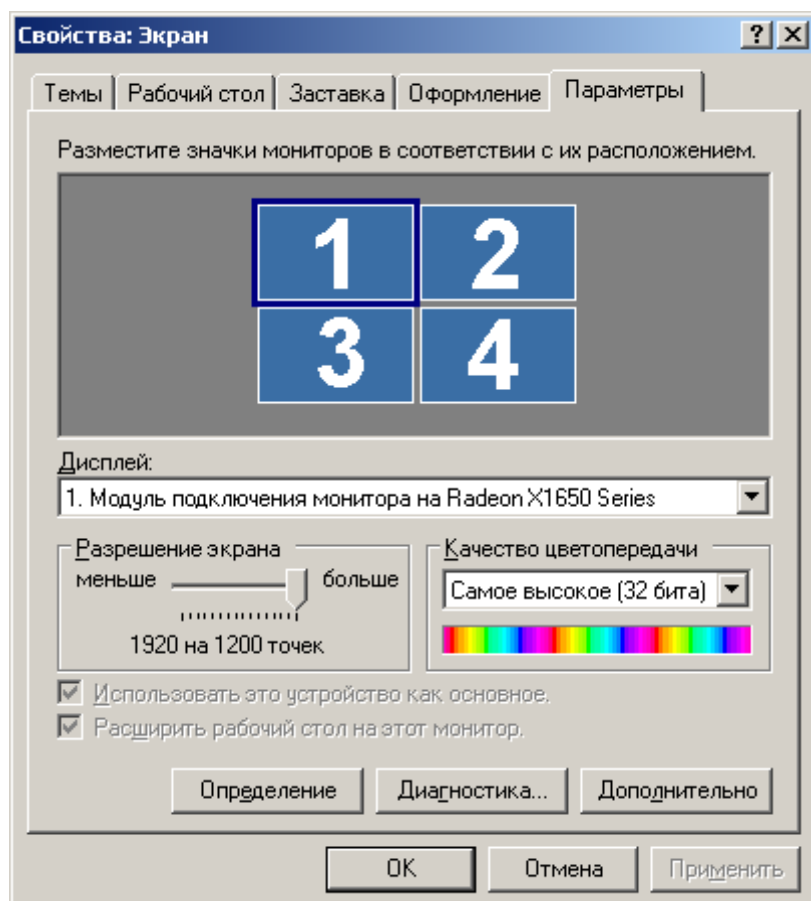 Свойства: Экран
Темы Рабочий стол Заставка Оформление Параметры
Разместите значки мониторов в соответствии с их расположением.
1 2
3 4
Дисплей:
1. Модуль подключения монитора на Radeon X1650 Series
Разрешение экрана Качество цветопередачи
меньше больше Самое высокое (32 бита)
1920 на 1200 точек
Использовать это устройство как основное.
Расширить рабочий стол на этот монитор.
Определение Диагностика... Дополнительно
OK Отмена Применить